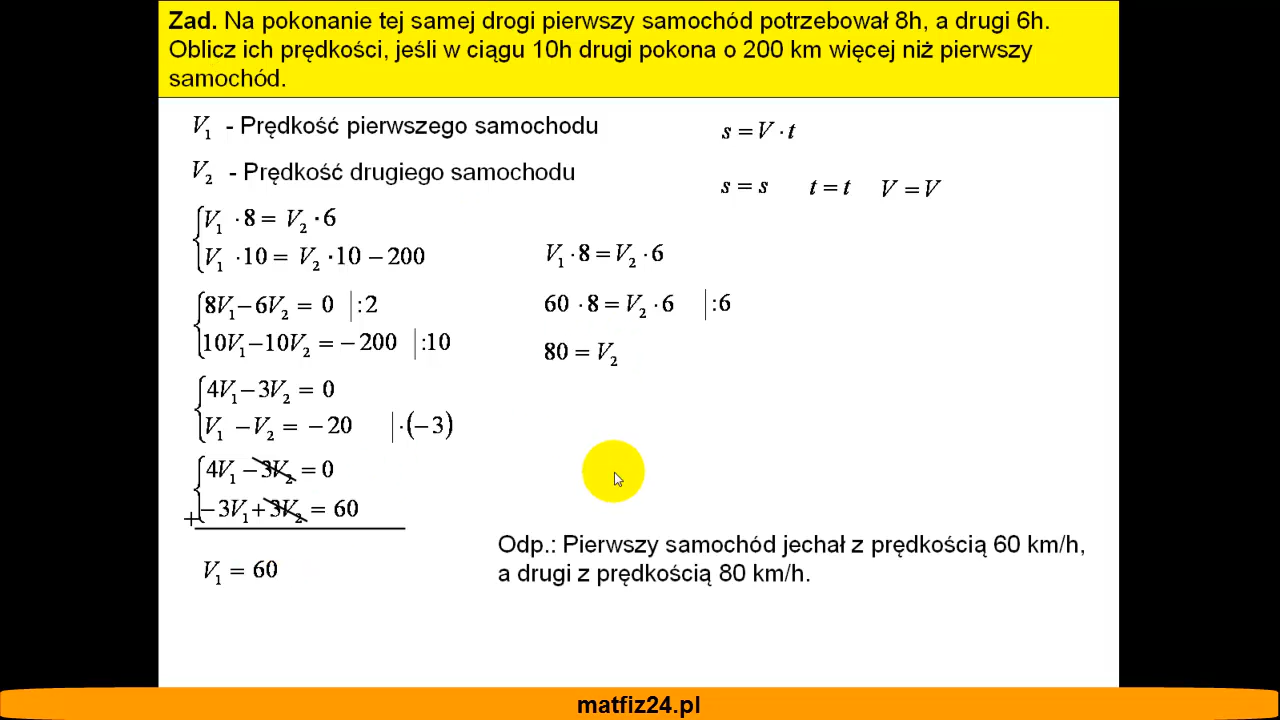 Zad. Na pokonanie tej samej drogi pierwszy samochód potrzebował 8h, a drugi 6h.
Oblicz ich prędkości, jeśli w ciągu 10h drugi pokona o 200 km więcej niż pierwszy
samochód.
V₁ - Prędkość pierwszego samochodu
V₂ - Prędkość drugiego samochodu
s = V · t
s = s t = t V = V
V₁ · 8 = V₂ · 6
V₁ · 10 = V₂ · 10 − 200
8V₁ − 6V₂ = 0 | :2
10V₁ − 10V₂ = − 200 | :10
4V₁ − 3V₂ = 0
V₁ − V₂ = − 20 | · (− 3)
4V₁ − 3V₂ = 0
− 3V₁ + 3V₂ = 60
+
V₁ = 60
V₁ · 8 = V₂ · 6
60 · 8 = V₂ · 6 | :6
80 = V₂
Odp.: Pierwszy samochód jechał z prędkością 60 km/h,
a drugi z prędkością 80 km/h.
matfiz24.pl